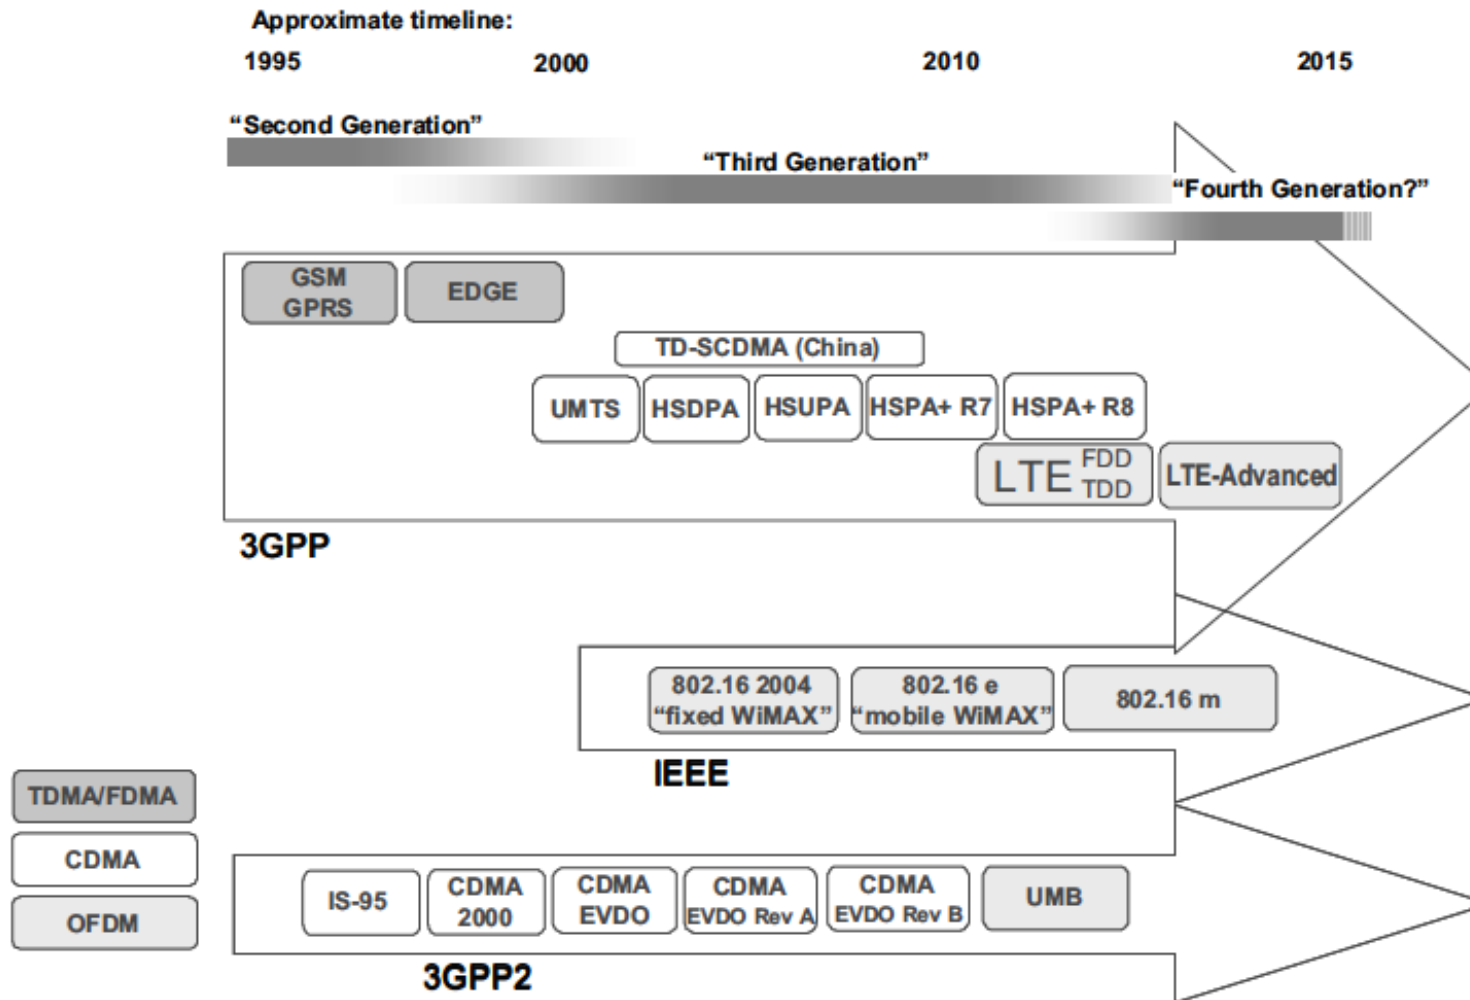 Approximate timeline:
1995 2000 2010 2015
“Second Generation”
“Third Generation”
“Fourth Generation?”
GSM
GPRS
EDGE
TD-SCDMA (China)
UMTS HSDPA HSUPA HSPA+ R7 HSPA+ R8
LTE FDD
TDD
LTE-Advanced
3GPP
802.16 2004
“fixed WiMAX”
802.16 e
“mobile WiMAX”
802.16 m
IEEE
TDMA/FDMA
CDMA
OFDM
IS-95
CDMA
2000
CDMA
EVDO
CDMA
EVDO Rev A
CDMA
EVDO Rev B
UMB
3GPP2